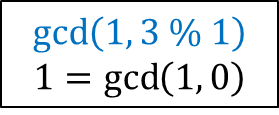 gcd(1, 3 % 1)
1 = gcd(1, 0)